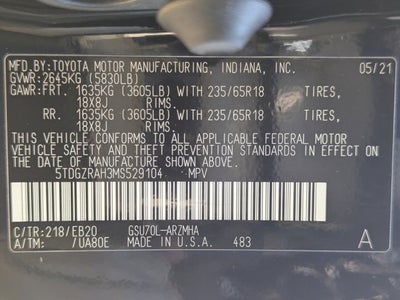 MFD. BY:TOYOTA MOTOR MANUFACTURING, INDIANA, INC. 05/21
GVWR:2645KG (5830LB)
GAWR:FRT. 1635KG (3605LB) WITH 235/65R18 TIRES,
18X8J RIMS.
RR. 1635KG (3605LB) WITH 235/65R18 TIRES,
18X8J RIMS.
THIS VEHICLE CONFORMS TO ALL APPLICABLE FEDERAL MOTOR
VEHICLE SAFETY AND THEFT PREVENTION STANDARDS IN EFFECT ON
THE DATE OF MANUFACTURE SHOWN ABOVE.
5TDGZRAH3MS529104 MPV
C/TR:218/EB20 GSU70L-ARZMHA
A/TM: /UA80E MADE IN U.S.A. 483 A